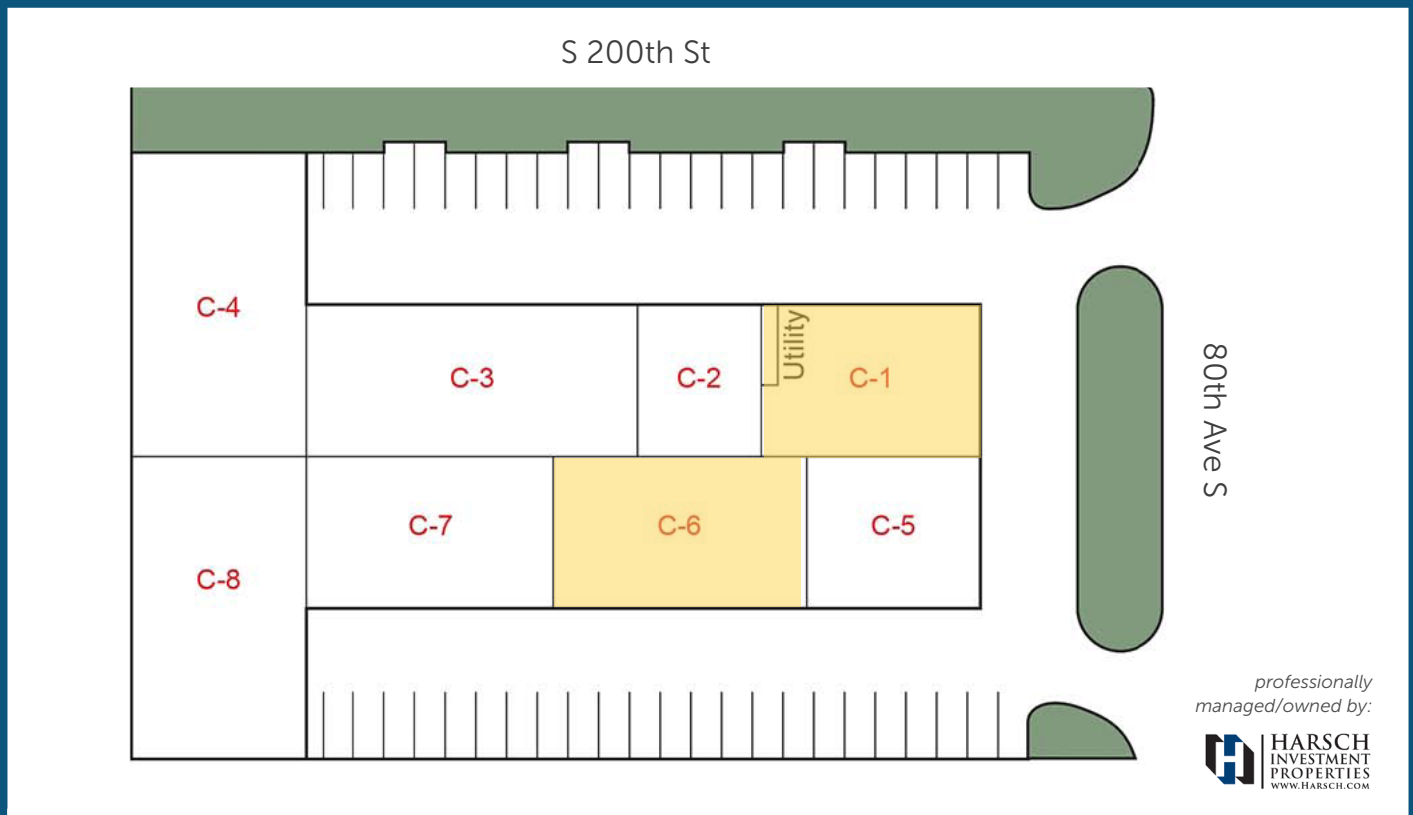 S 200th St
C-4
Utility
C-3
C-2
C-1
80th Ave S
C-7
C-6
C-5
C-8
professionally
managed/owned by:
HARSCH
INVESTMENT
PROPERTIES
WWW.HARSCH.COM